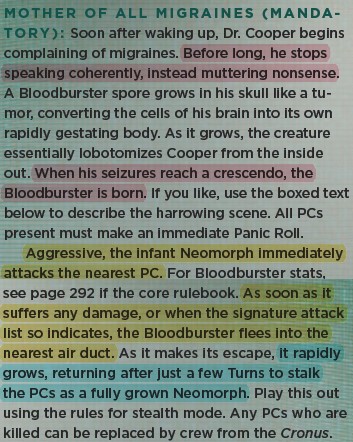 MOTHER OF ALL MIGRAINES (MANDA-
TORY): Soon after waking up, Dr. Cooper begins
complaining of migraines. Before long, he stops
speaking coherently, instead muttering nonsense.
A Bloodburster spore grows in his skull like a tu-
mor, converting the cells of his brain into its own
rapidly gestating body. As it grows, the creature
essentially lobotomizes Cooper from the inside
out. When his seizures reach a crescendo, the
Bloodburster is born. If you like, use the boxed text
below to describe the harrowing scene. All PCs
present must make an immediate Panic Roll.
Aggressive, the infant Neomorph immediately
attacks the nearest PC. For Bloodburster stats,
see page 292 if the core rulebook. As soon as it
suffers any damage, or when the signature attack
list so indicates, the Bloodburster flees into the
nearest air duct. As it makes its escape, it rapidly
grows, returning after just a few Turns to stalk
the PCs as a fully grown Neomorph. Play this out
using the rules for stealth mode. Any PCs who are
killed can be replaced by crew from the Cronus.